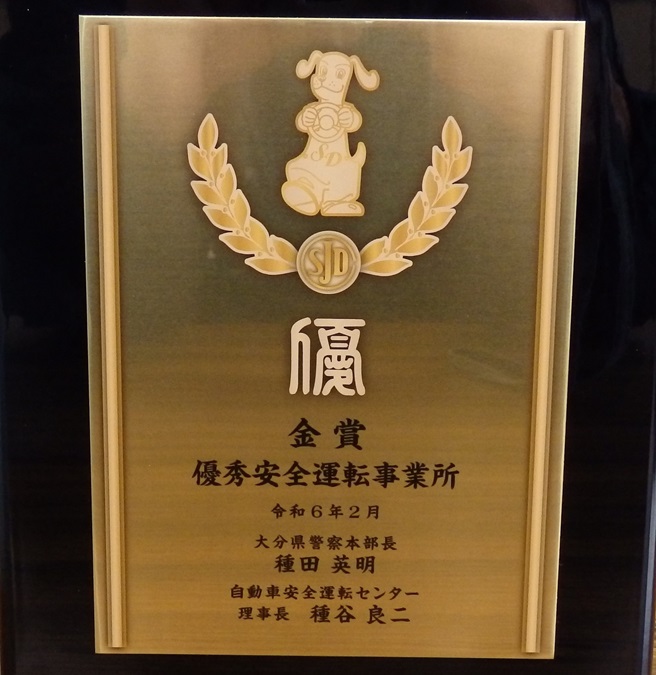 SD
SJD
優
金賞
優秀安全運転事業所
令和6年2月
大分県警察本部長
種田 英明
自動車安全運転センター
理事長 種谷 良二